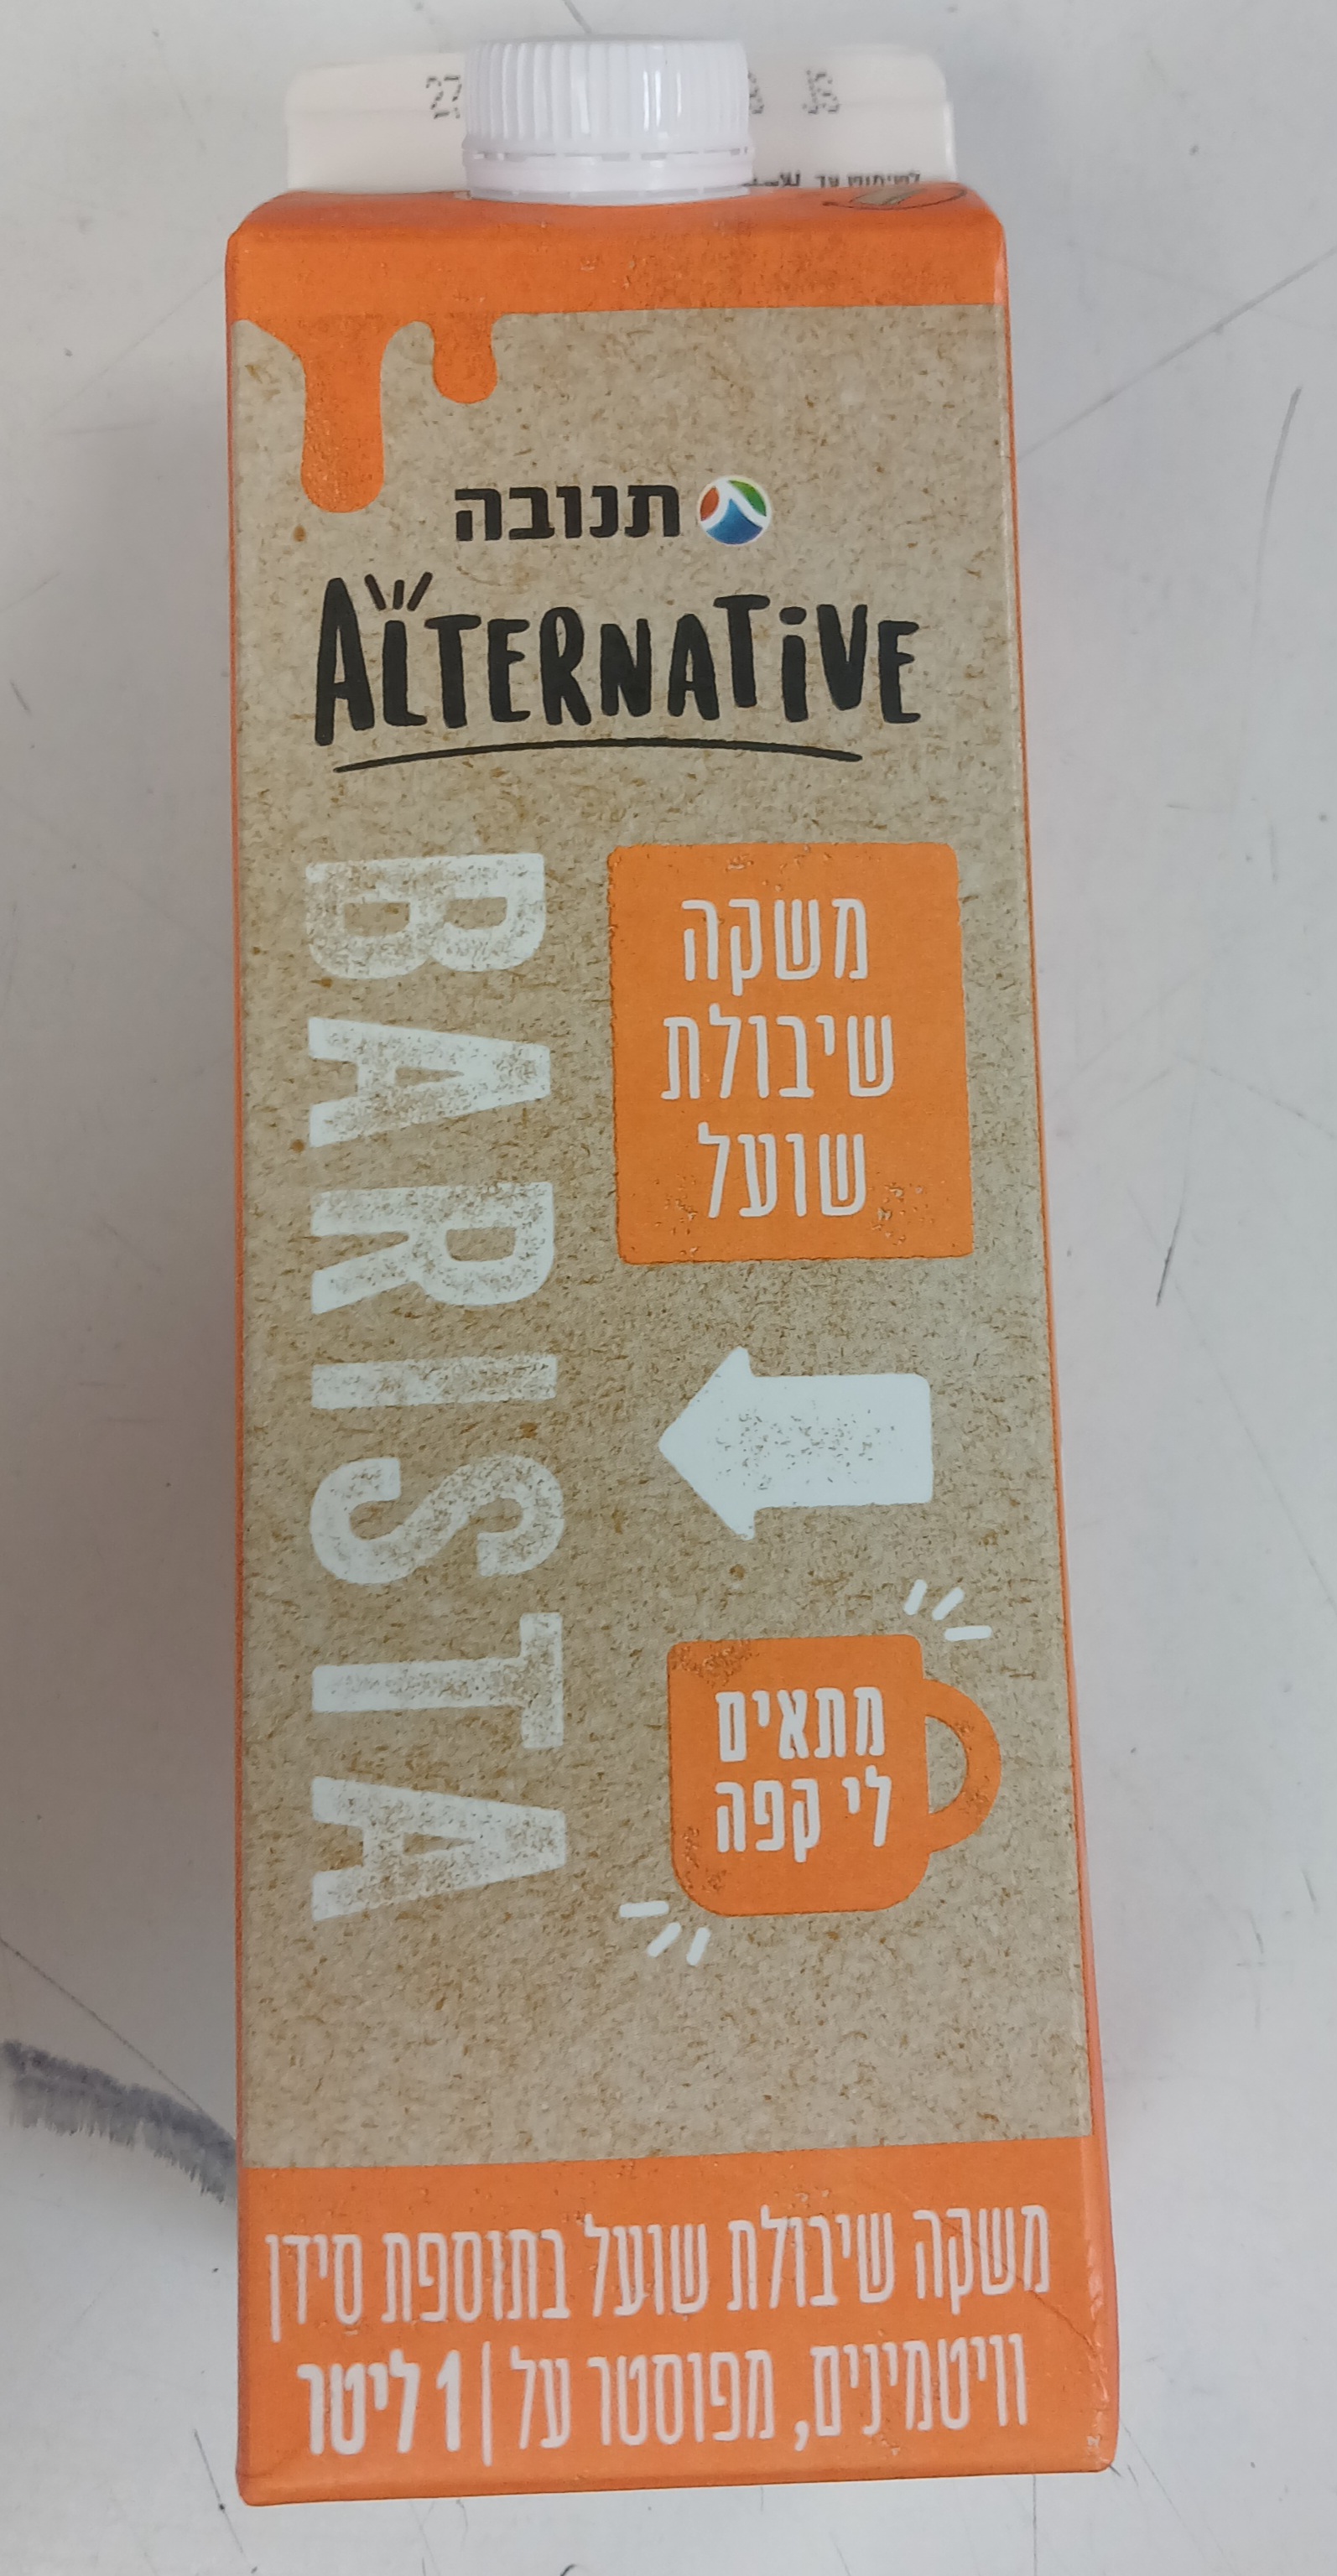 תנובה
ALTERNATIVE
BARISTA
משקה
שיבולת
שועל
מתאים
לי קפה
משקה שיבולת שועל בתוספת סידן
וויטמינים, מפוסטר על | 1 ליטר